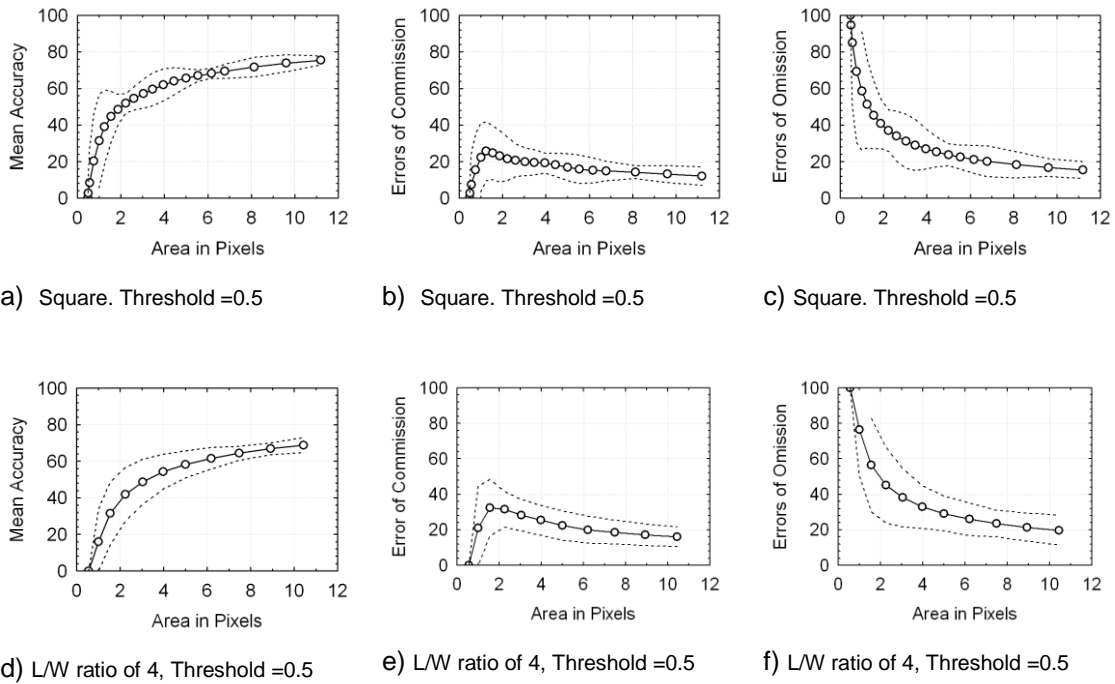 100
80
60
40
20
0
Mean Accuracy
0 2 4 6 8 10 12
Area in Pixels
a) Square. Threshold =0.5
100
80
60
40
20
0
Errors of Commission
0 2 4 6 8 10 12
Area in Pixels
b) Square. Threshold =0.5
100
80
60
40
20
0
Errors of Omission
0 2 4 6 8 10 12
Area in Pixels
c) Square. Threshold =0.5
100
80
60
40
20
0
Mean Accuracy
0 2 4 6 8 10 12
Area in Pixels
d) L/W ratio of 4, Threshold =0.5
100
80
60
40
20
0
Error of Commission
0 2 4 6 8 10 12
Area in Pixels
e) L/W ratio of 4, Threshold =0.5
100
80
60
40
20
0
Errors of Omission
0 2 4 6 8 10 12
Area in Pixels
f) L/W ratio of 4, Threshold =0.5